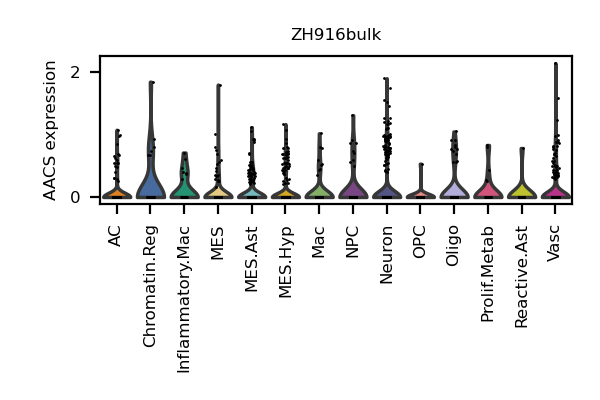 ZH916bulk
AACS expression
2
0
AC
Chromatin.Reg
Inflammatory.Mac
MES
MES.Ast
MES.Hyp
Mac
NPC
Neuron
OPC
Oligo
Prolif.Metab
Reactive.Ast
Vasc